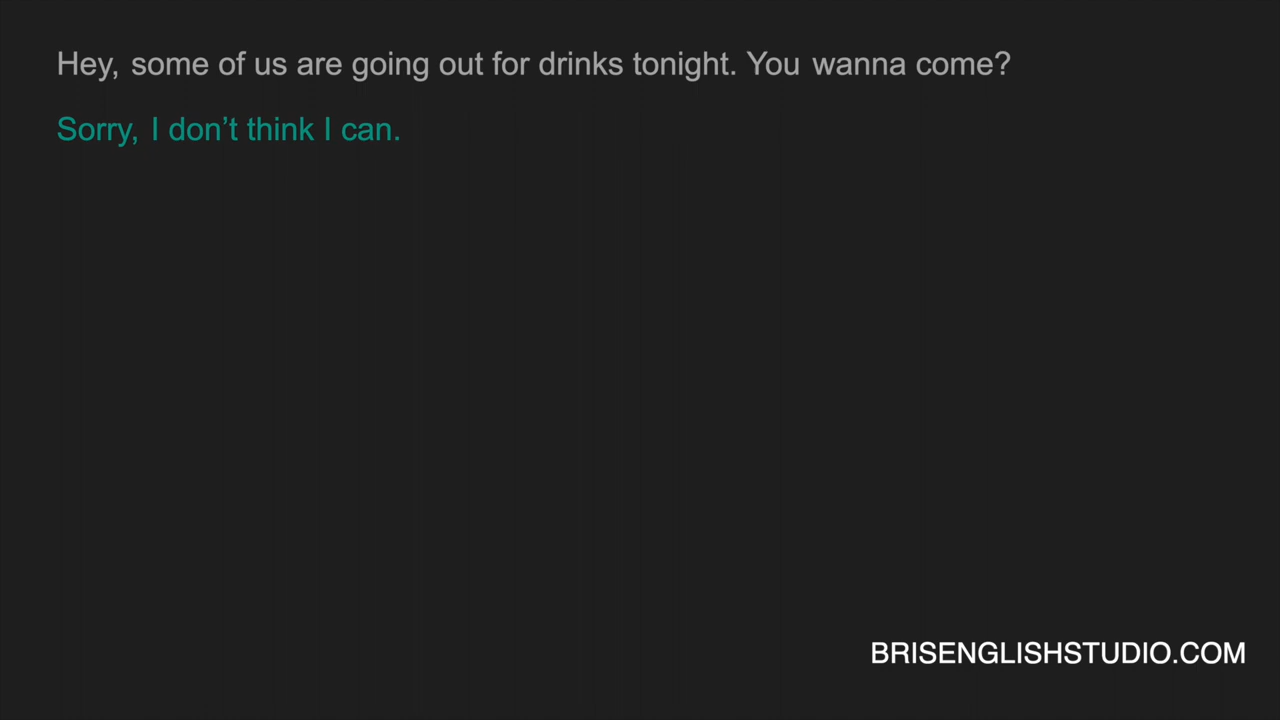 Hey, some of us are going out for drinks tonight. You wanna come?
Sorry, I don’t think I can.
BRISENGLISHSTUDIO.COM